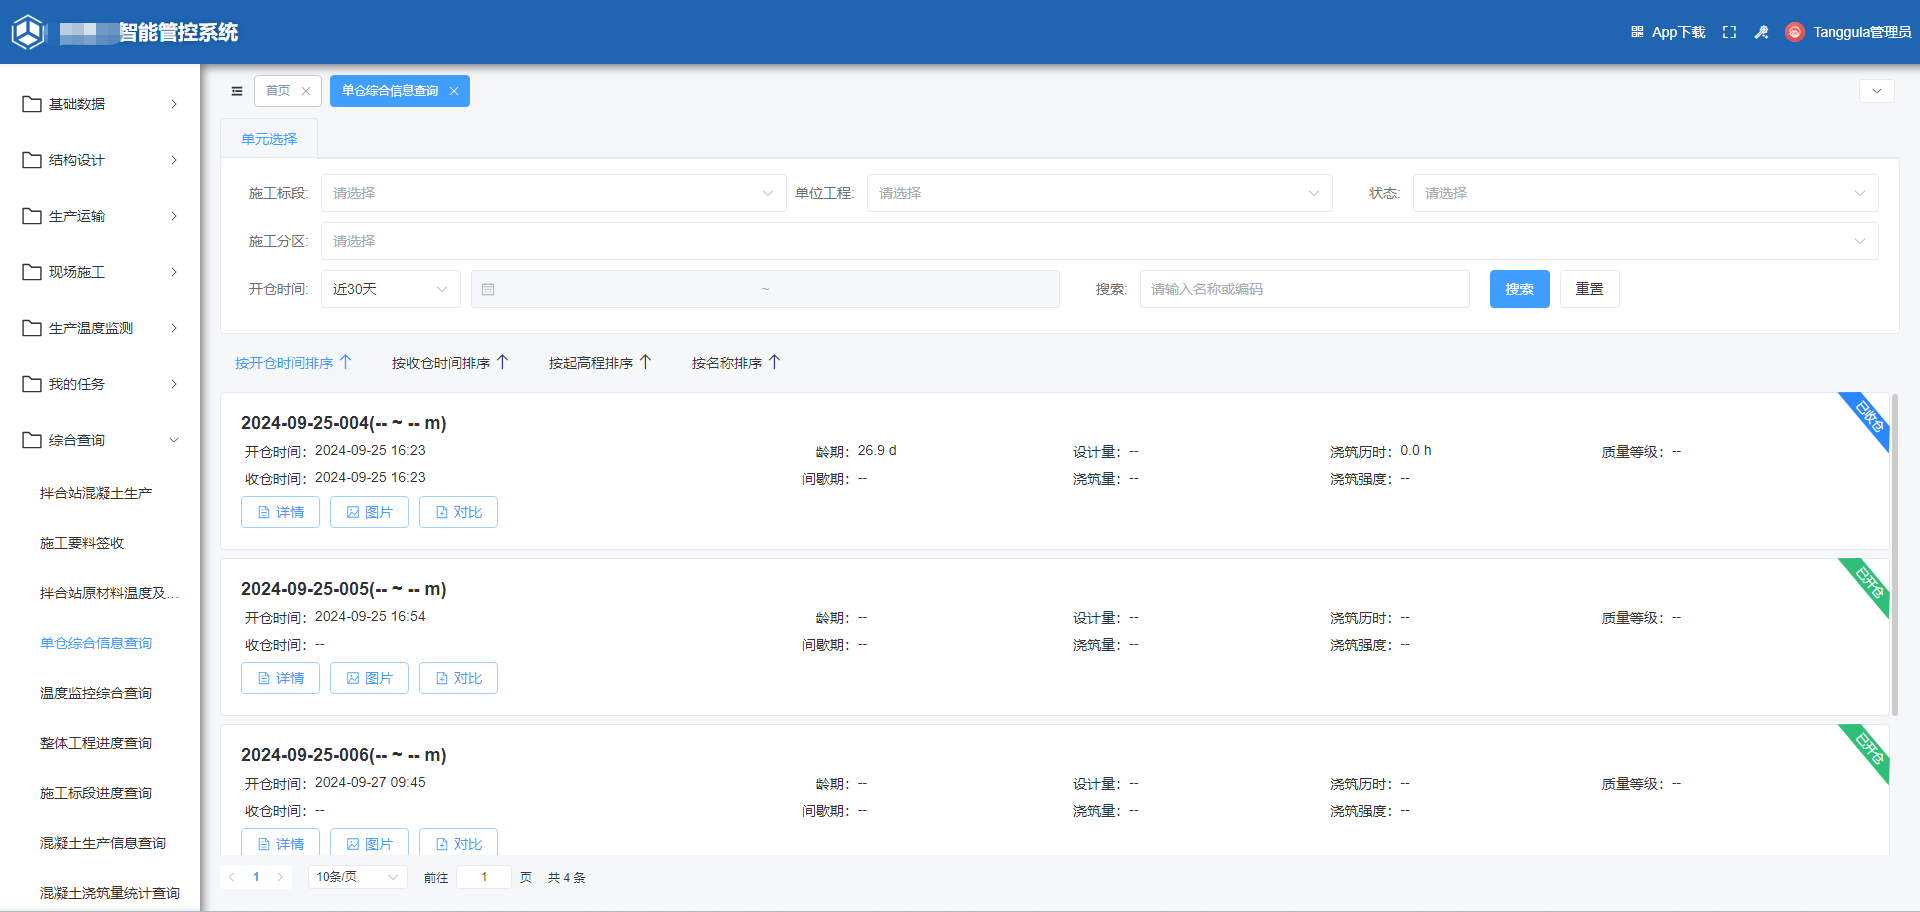 智能管控系统
App下载
Tanggula管理员
基础数据
结构设计
生产运输
现场施工
生产温度监测
我的任务
综合查询
拌合站混凝土生产
施工要料签收
拌合站原材料温度及...
单仓综合信息查询
温度监控综合查询
整体工程进度查询
施工标段进度查询
混凝土生产信息查询
混凝土浇筑量统计查询
首页
单仓综合信息查询
单元选择
施工标段: 请选择 单位工程: 请选择 状态: 请选择
施工分区: 请选择
开仓时间: 近30天 ~ 搜索: 请输入名称或编码 搜索 重置
按开仓时间排序 按收仓时间排序 按起高程排序 按名称排序
2024-09-25-004(-- ~ -- m)
已收仓
开仓时间: 2024-09-25 16:23 龄期: 26.9 d 设计量: -- 浇筑历时: 0.0 h 质量等级: --
收仓时间: 2024-09-25 16:23 间歇期: -- 浇筑量: -- 浇筑强度: --
详情 图片 对比
2024-09-25-005(-- ~ -- m)
已开仓
开仓时间: 2024-09-25 16:54 龄期: -- 设计量: -- 浇筑历时: -- 质量等级: --
收仓时间: -- 间歇期: -- 浇筑量: -- 浇筑强度: --
详情 图片 对比
2024-09-25-006(-- ~ -- m)
已开仓
开仓时间: 2024-09-27 09:45 龄期: -- 设计量: -- 浇筑历时: -- 质量等级: --
收仓时间: -- 间歇期: -- 浇筑量: -- 浇筑强度: --
详情 图片 对比
1 10条/页 前往 1 页 共 4 条